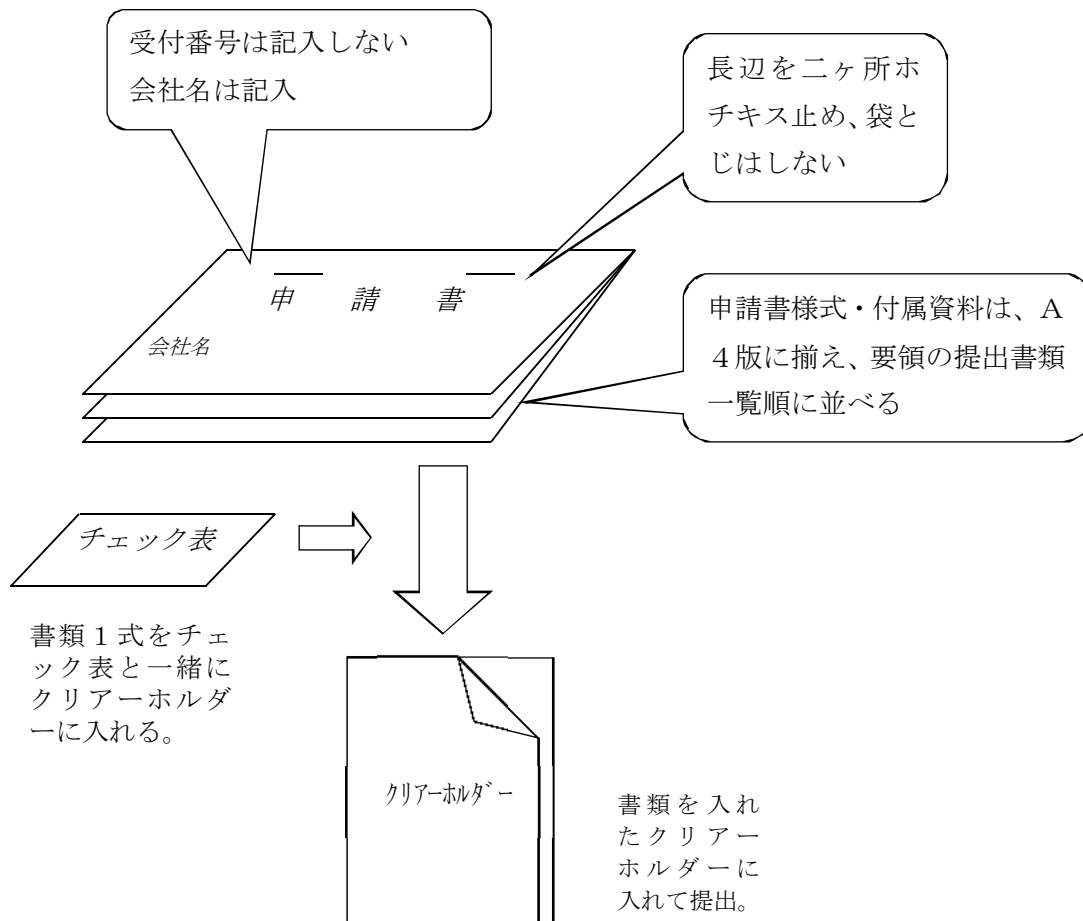 受付番号は記入しない
会社名は記入
長辺を二ヶ所ホ
チキス止め、袋と
じはしない
申請書
会社名
申請書様式・付属資料は、A
4版に揃え、要領の提出書類
一覧順に並べる
チェック表
書類1式をチェ
ック表と一緒に
クリアーホルダ
ーに入れる。
クリアーホルダー
書類を入れ
たクリアー
ホルダーに
入れて提出。